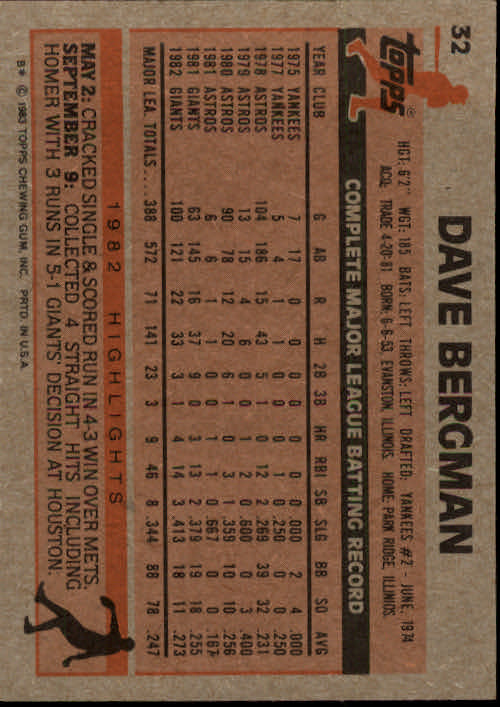 32
TOPPS®
DAVE BERGMAN
HGT: 6'2" WGT: 185 BATS: LEFT THROWS: LEFT DRAFTED: YANKEES #2 - JUNE, 1974
ACQ: TRADE 4-20-81 BORN: 6-6-53, EVANSTON, ILLINOIS HOME: PARK RIDGE, ILLINOIS
COMPLETE MAJOR LEAGUE BATTING RECORD
YEAR CLUB G AB R H 2B 3B HR RBI SB SLG BB SO AVG
1975 YANKEES 7 17 0 0 0 0 0 0 0 .000 2 4 .000
1977 YANKEES 5 4 1 1 0 0 0 1 0 .250 0 0 .250
1978 ASTROS 104 186 15 43 5 1 0 12 2 .269 39 32 .231
1979 ASTROS 13 15 4 6 0 0 1 2 0 .600 0 3 .400
1980 ASTROS 90 78 12 20 6 1 0 3 1 .359 10 10 .256
1981 ASTROS 6 6 1 1 0 0 1 1 0 .667 0 0 .167
1981 GIANTS 63 145 16 37 9 0 3 13 2 .379 19 18 .255
1982 GIANTS 100 121 22 33 3 1 4 14 3 .413 18 11 .273
MAJOR LEA. TOTALS.... 388 572 71 141 23 3 9 46 8 .344 88 78 .247
1982 HIGHLIGHTS
MAY 2: CRACKED SINGLE & SCORED RUN IN 4-3 WIN OVER METS.
SEPTEMBER 9: COLLECTED 4 STRAIGHT HITS INCLUDING
HOMER WITH 3 RUNS IN 5-1 GIANTS' DECISION AT HOUSTON.
B* © 1983 TOPPS CHEWING GUM, INC. PRTD. IN U.S.A.